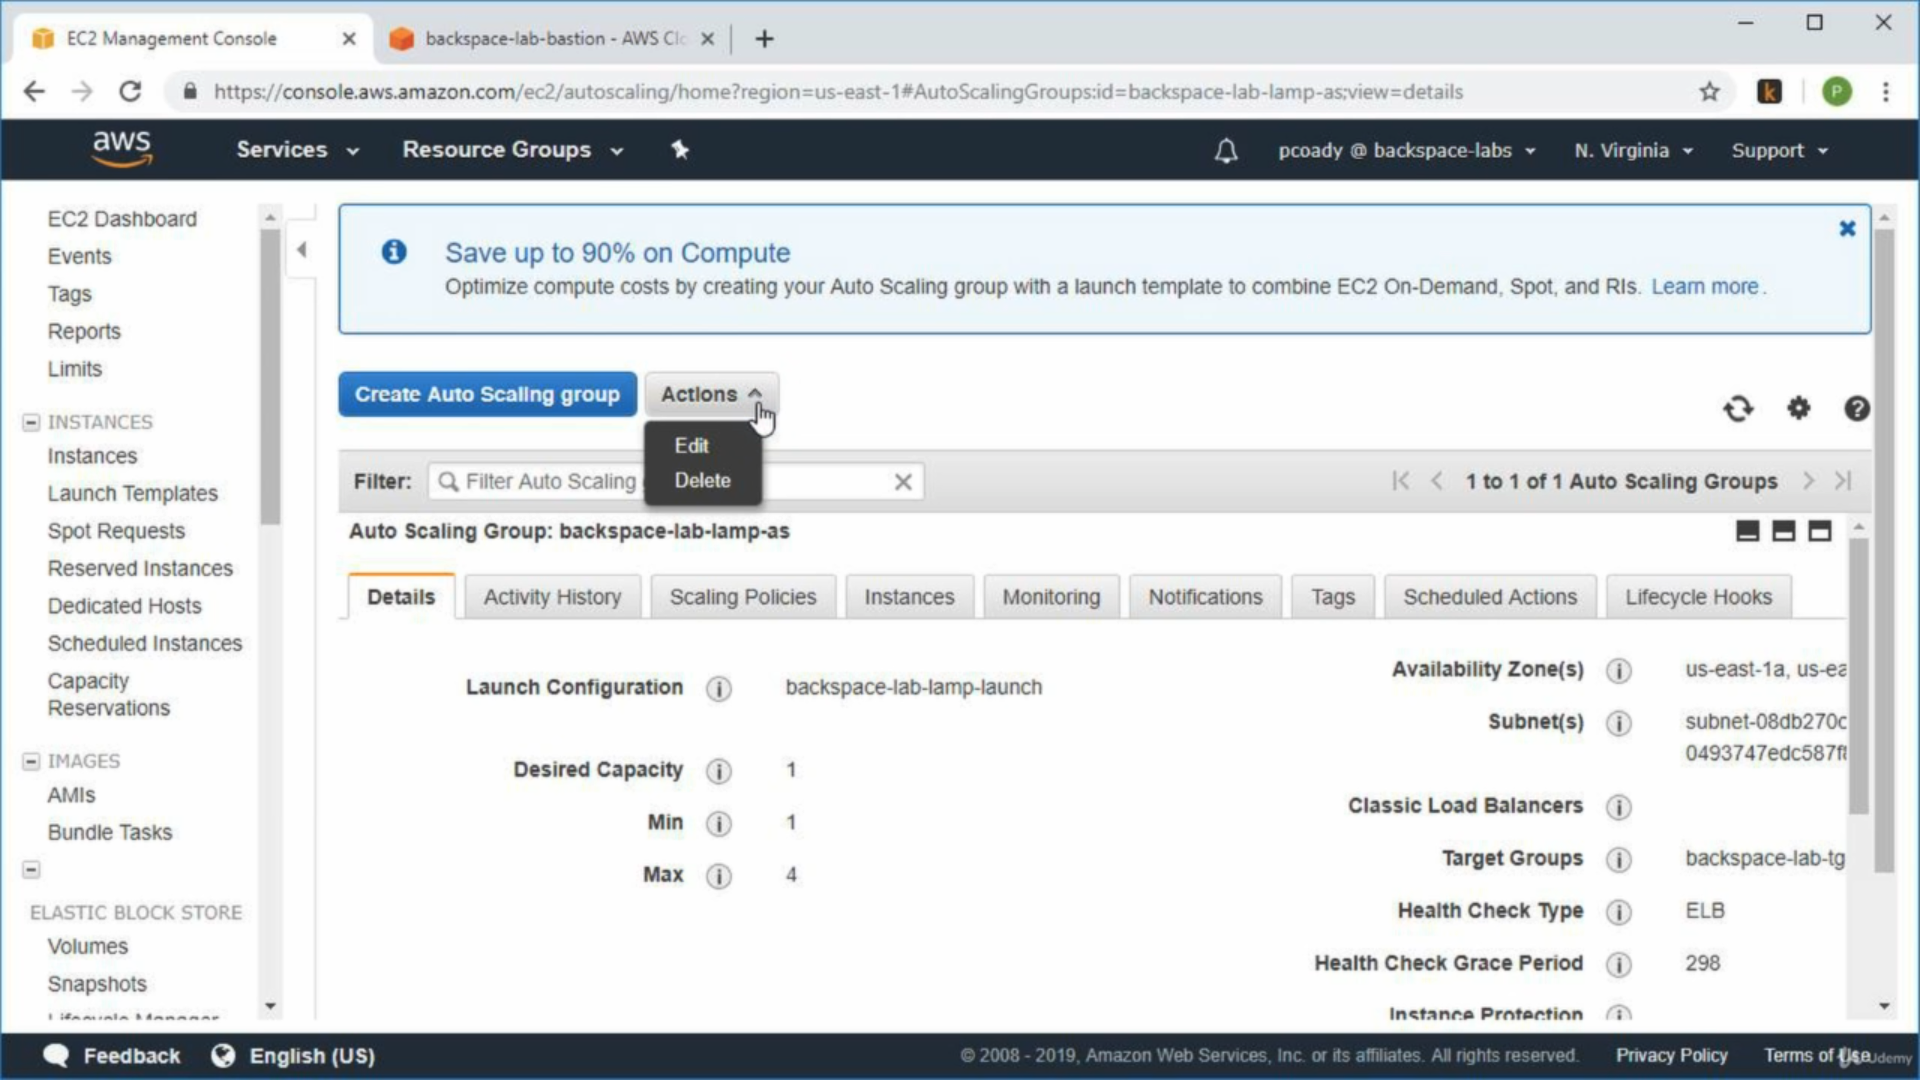 EC2 Management Console
backspace-lab-bastion - AWS Clo
https://console.aws.amazon.com/ec2/autoscaling/home?region=us-east-1#AutoScalingGroups:id=backspace-lab-lamp-as;view=details
k
P
aws
Services
Resource Groups
pcoady @ backspace-labs
N. Virginia
Support
EC2 Dashboard
Events
Tags
Reports
Limits
INSTANCES
Instances
Launch Templates
Spot Requests
Reserved Instances
Dedicated Hosts
Scheduled Instances
Capacity
Reservations
IMAGES
AMIs
Bundle Tasks
ELASTIC BLOCK STORE
Volumes
Snapshots
Lifecycle Manager
Save up to 90% on Compute
Optimize compute costs by creating your Auto Scaling group with a launch template to combine EC2 On-Demand, Spot, and RIs. Learn more.
Create Auto Scaling group
Actions
Edit
Delete
Filter:
Filter Auto Scaling
1 to 1 of 1 Auto Scaling Groups
Auto Scaling Group: backspace-lab-lamp-as
Details
Activity History
Scaling Policies
Instances
Monitoring
Notifications
Tags
Scheduled Actions
Lifecycle Hooks
Launch Configuration
backspace-lab-lamp-launch
Desired Capacity
1
Min
1
Max
4
Availability Zone(s)
us-east-1a, us-ea
Subnet(s)
subnet-08db270c
0493747edc587f
Classic Load Balancers
Target Groups
backspace-lab-tg
Health Check Type
ELB
Health Check Grace Period
298
Instance Protection
Feedback
English (US)
© 2008 - 2019, Amazon Web Services, Inc. or its affiliates. All rights reserved.
Privacy Policy
Terms of Use
Udemy